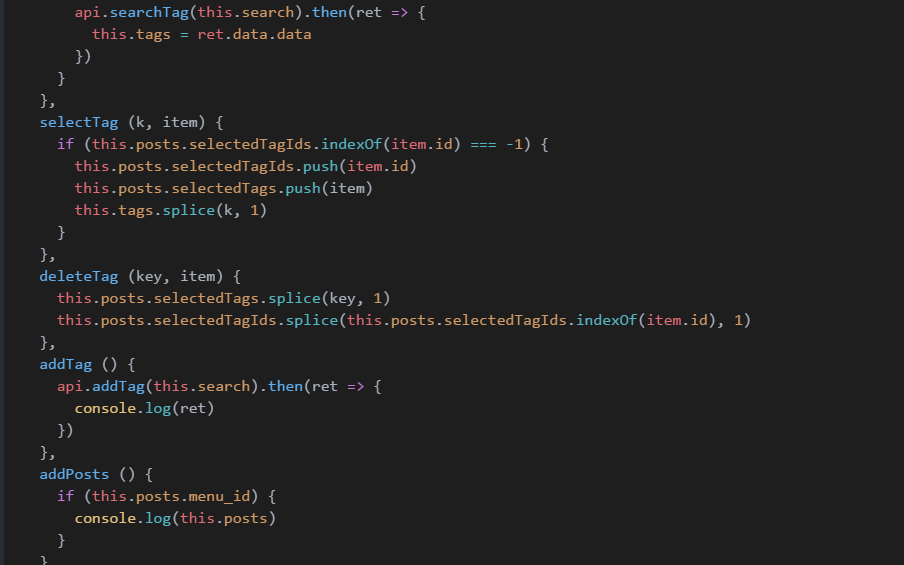 api.searchTag(this.search).then(ret => {
this.tags = ret.data.data
})
}
},
selectTag (k, item) {
if (this.posts.selectedTagIds.indexOf(item.id) === -1) {
this.posts.selectedTagIds.push(item.id)
this.posts.selectedTags.push(item)
this.tags.splice(k, 1)
}
},
deleteTag (key, item) {
this.posts.selectedTags.splice(key, 1)
this.posts.selectedTagIds.splice(this.posts.selectedTagIds.indexOf(item.id), 1)
},
addTag () {
api.addTag(this.search).then(ret => {
console.log(ret)
})
},
addPosts () {
if (this.posts.menu_id) {
console.log(this.posts)
}
}